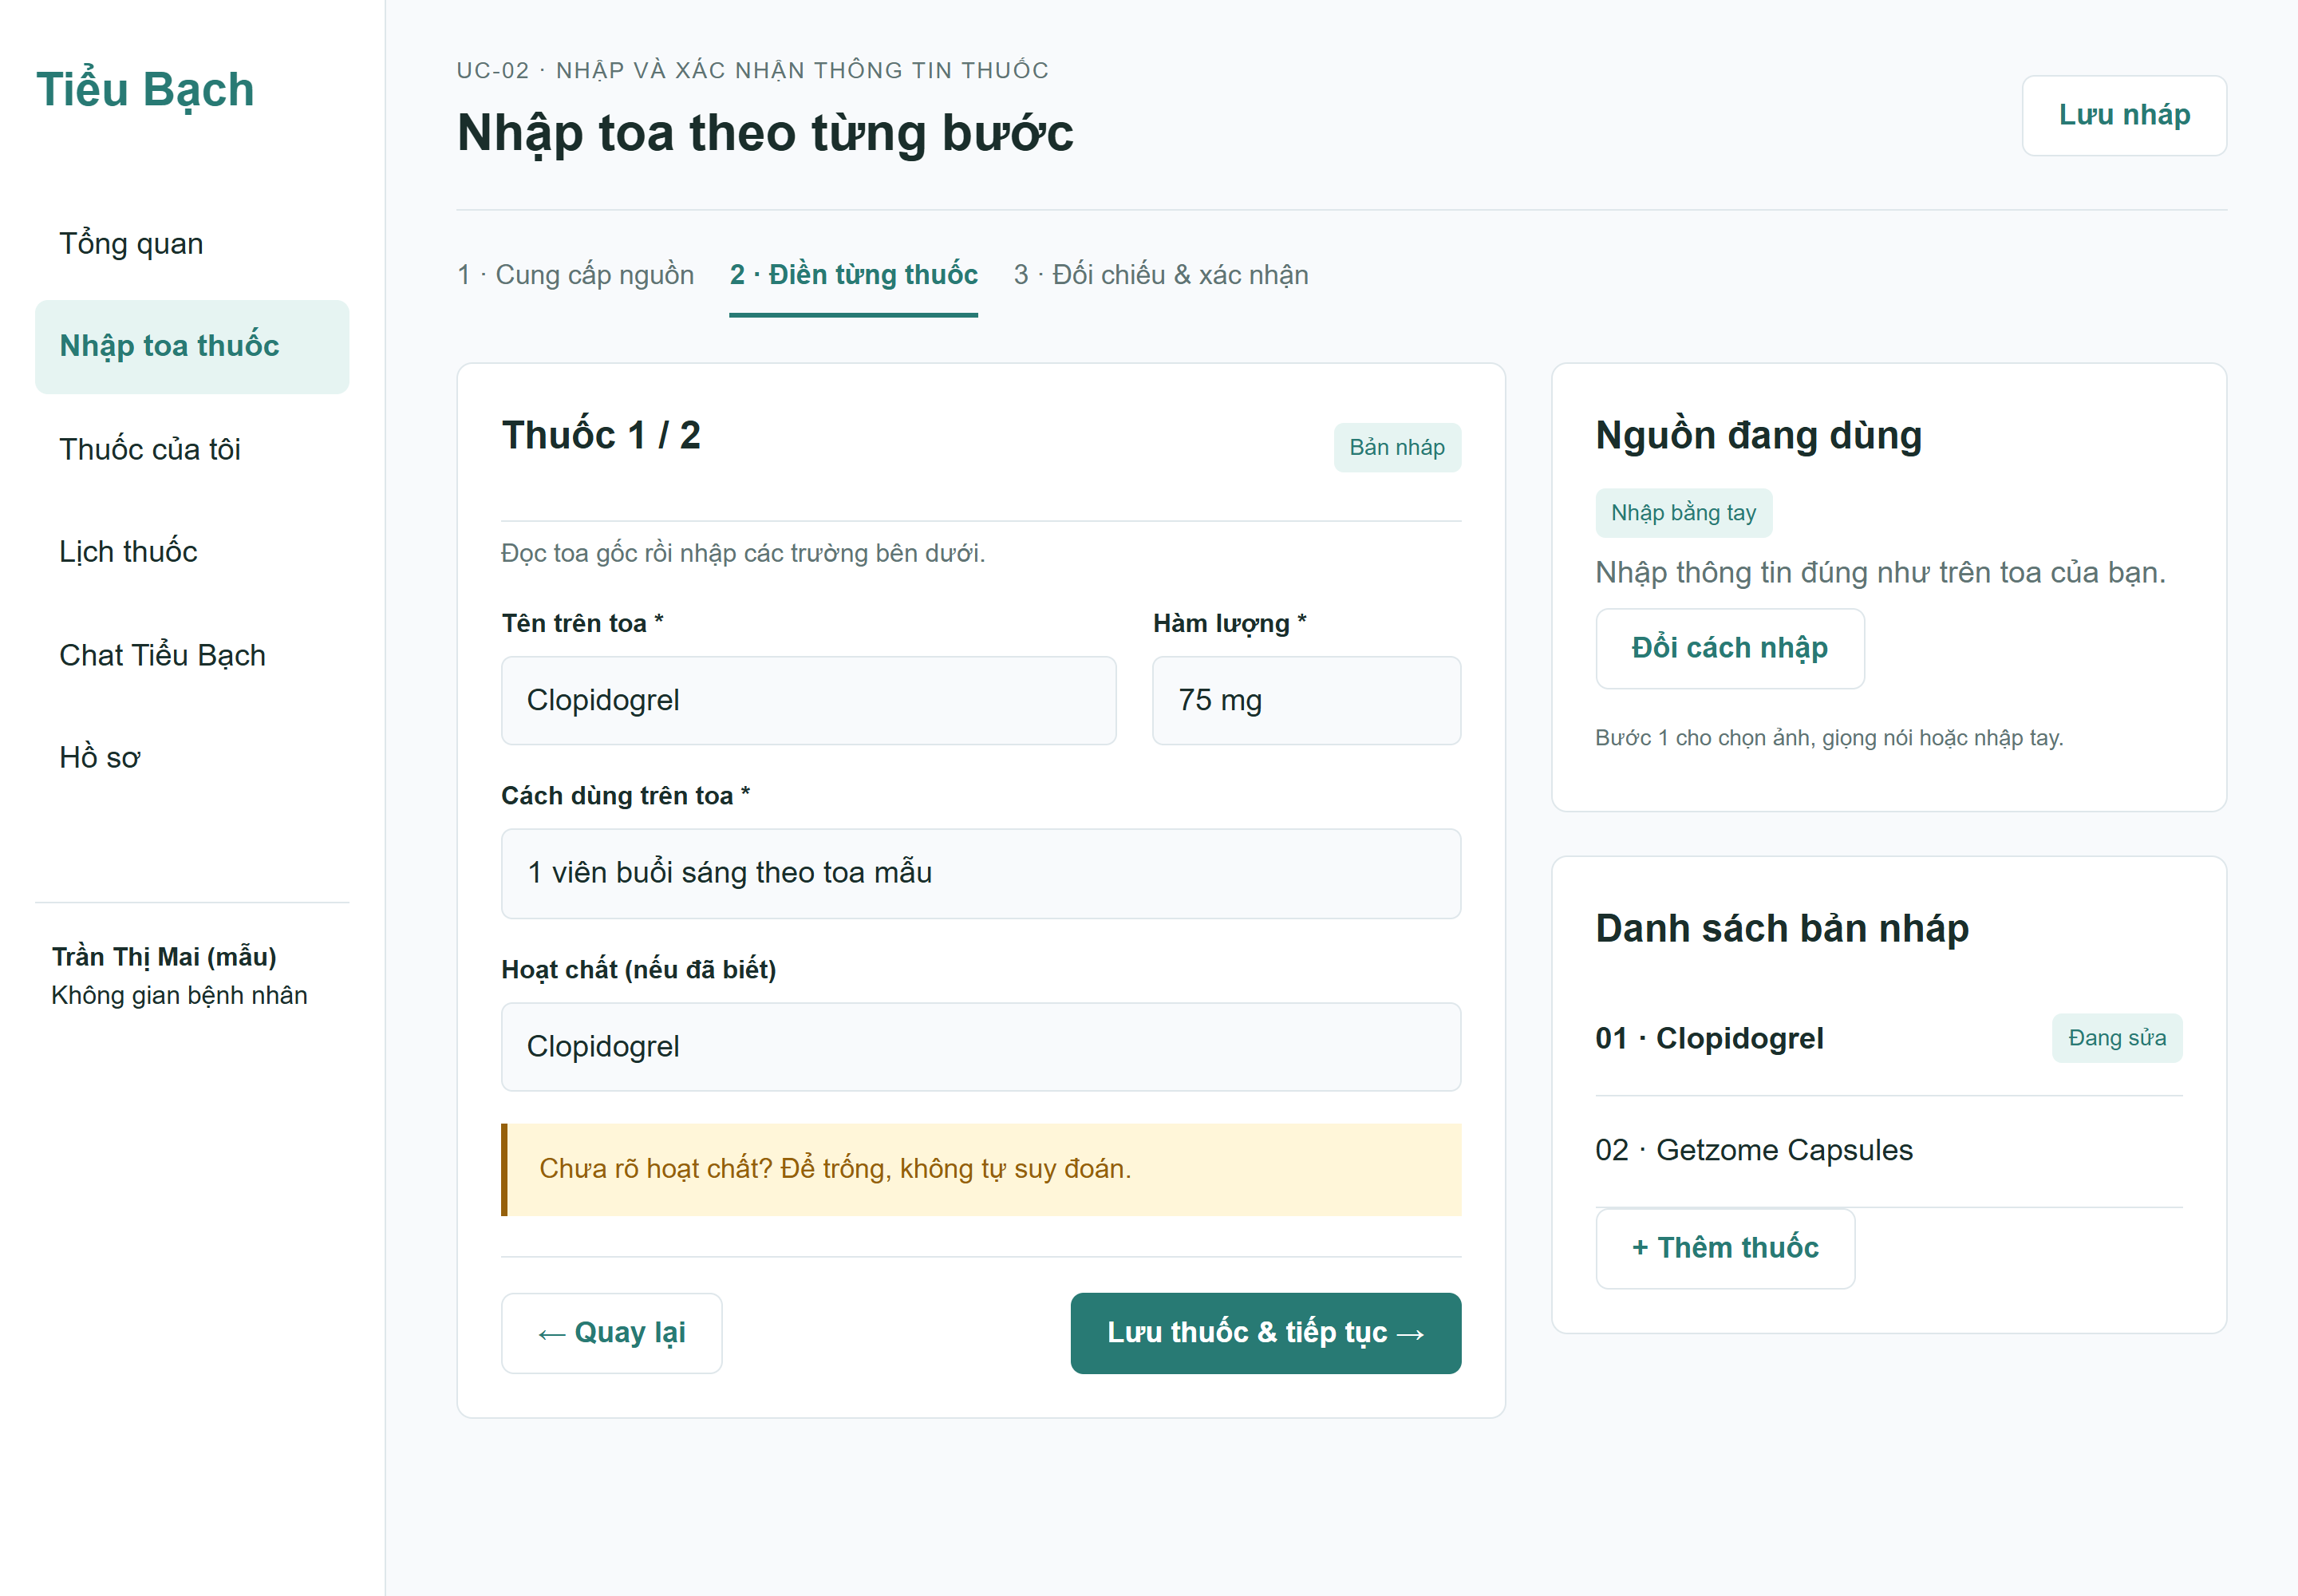 Tiểu Bạch
Tổng quan
Nhập toa thuốc
Thuốc của tôi
Lịch thuốc
Chat Tiểu Bạch
Hồ sơ
Trần Thị Mai (mẫu)
Không gian bệnh nhân
UC-02 · NHẬP VÀ XÁC NHẬN THÔNG TIN THUỐC
Nhập toa theo từng bước
Lưu nháp
1 · Cung cấp nguồn
2 · Điền từng thuốc
3 · Đối chiếu & xác nhận
Thuốc 1 / 2
Bản nháp
Đọc toa gốc rồi nhập các trường bên dưới.
Tên trên toa *
Hàm lượng *
Clopidogrel
75 mg
Cách dùng trên toa *
1 viên buổi sáng theo toa mẫu
Hoạt chất (nếu đã biết)
Clopidogrel
Chưa rõ hoạt chất? Để trống, không tự suy đoán.
← Quay lại
Lưu thuốc & tiếp tục →
Nguồn đang dùng
Nhập bằng tay
Nhập thông tin đúng như trên toa của bạn.
Đổi cách nhập
Bước 1 cho chọn ảnh, giọng nói hoặc nhập tay.
Danh sách bản nháp
01 · Clopidogrel
Đang sửa
02 · Getzome Capsules
+ Thêm thuốc